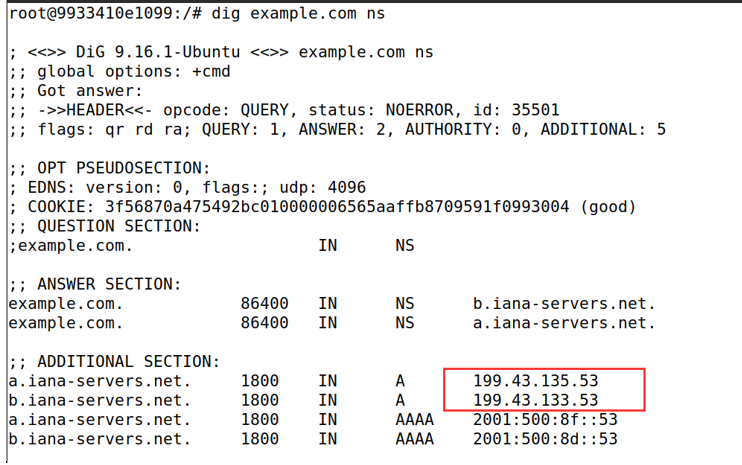 root@9933410e1099:/# dig example.com ns
; <<>> DiG 9.16.1-Ubuntu <<>> example.com ns
;; global options: +cmd
;; Got answer:
;; ->>HEADER<<- opcode: QUERY, status: NOERROR, id: 35501
;; flags: qr rd ra; QUERY: 1, ANSWER: 2, AUTHORITY: 0, ADDITIONAL: 5
;; OPT PSEUDOSECTION:
; EDNS: version: 0, flags:; udp: 4096
; COOKIE: 3f56870a475492bc010000006565aaffb8709591f0993004 (good)
;; QUESTION SECTION:
;example.com. IN NS
;; ANSWER SECTION:
example.com. 86400 IN NS b.iana-servers.net.
example.com. 86400 IN NS a.iana-servers.net.
;; ADDITIONAL SECTION:
a.iana-servers.net. 1800 IN A 199.43.135.53
b.iana-servers.net. 1800 IN A 199.43.133.53
a.iana-servers.net. 1800 IN AAAA 2001:500:8f::53
b.iana-servers.net. 1800 IN AAAA 2001:500:8d::53